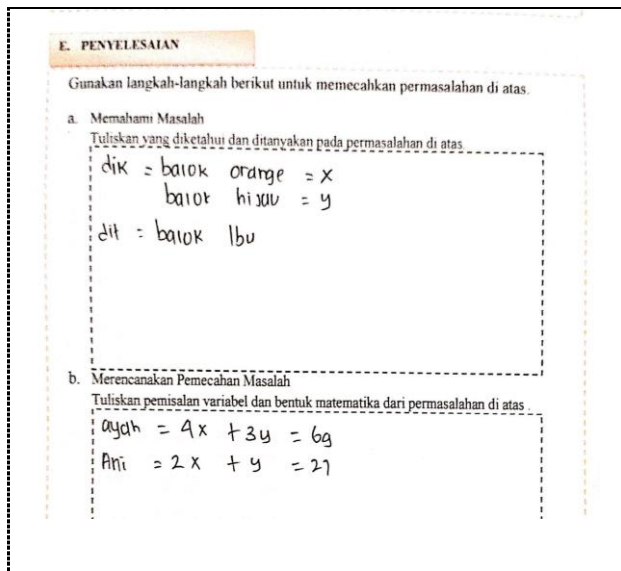 E. PENYELESAIAN
Gunakan langkah-langkah berikut untuk memecahkan permasalahan di atas.
a. Memahami Masalah
Tuliskan yang diketahui dan ditanyakan pada permasalahan di atas.
dik = balok orange = x
balok hijau = y
dit = balok Ibu
b. Merencanakan Pemecahan Masalah
Tuliskan pemisalan variabel dan bentuk matematika dari permasalahan di atas .
ayah = 4x + 3y = 69
Ani = 2x + y = 27